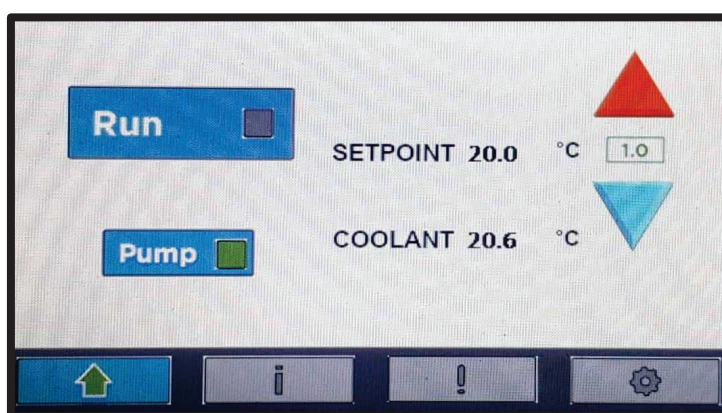 Run
SETPOINT 20.0 °C 1.0
Pump
COOLANT 20.6 °C
i
!